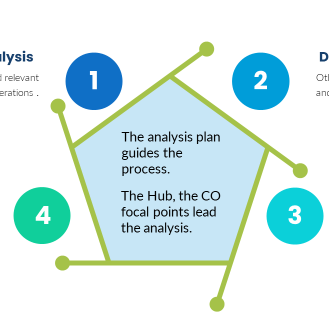 alysis
d relevant
erations .
1
2
D
Oth
and
The analysis plan
guides the
process.
The Hub, the CO
focal points lead
the analysis.
4
3